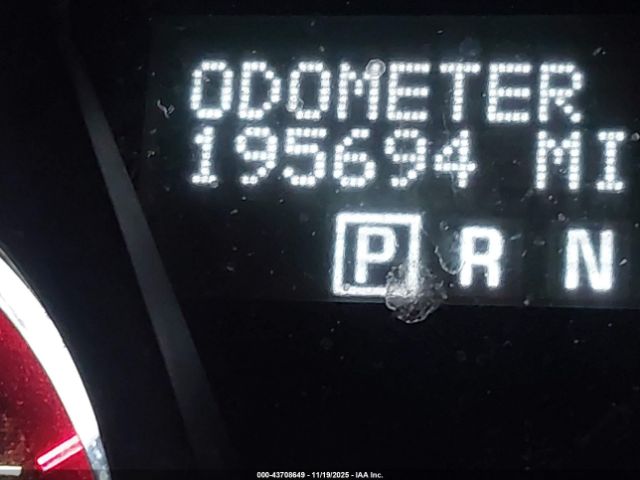 ODOMETER
195694 MI
P R N
000-43708649 - 11/19/2025 - IAA Inc.